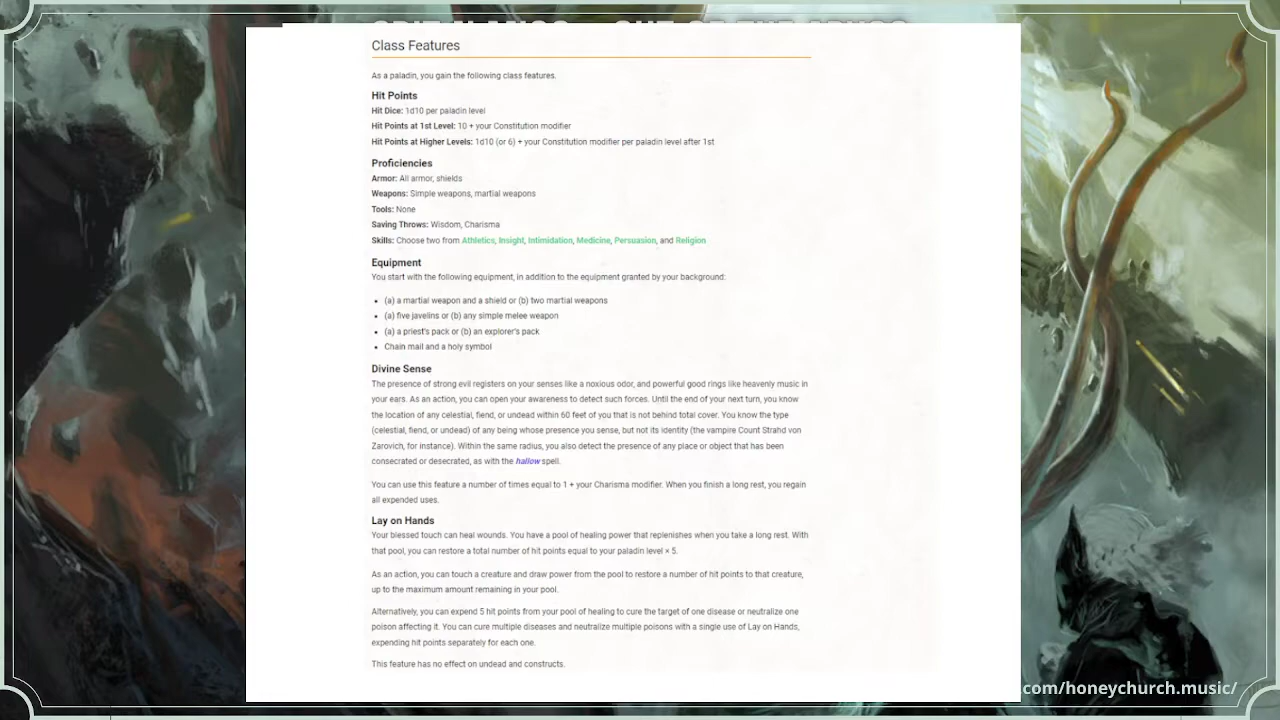 Class Features
As a paladin, you gain the following class features.
Hit Points
Hit Dice: 1d10 per paladin level
Hit Points at 1st Level: 10 + your Constitution modifier
Hit Points at Higher Levels: 1d10 (or 6) + your Constitution modifier per paladin level after 1st
Proficiencies
Armor: All armor, shields
Weapons: Simple weapons, martial weapons
Tools: None
Saving Throws: Wisdom, Charisma
Skills: Choose two from Athletics, Insight, Intimidation, Medicine, Persuasion, and Religion
Equipment
You start with the following equipment, in addition to the equipment granted by your background:
• (a) a martial weapon and a shield or (b) two martial weapons
• (a) five javelins or (b) any simple melee weapon
• (a) a priest's pack or (b) an explorer's pack
• Chain mail and a holy symbol
Divine Sense
The presence of strong evil registers on your senses like a noxious odor, and powerful good rings like heavenly music in
your ears. As an action, you can open your awareness to detect such forces. Until the end of your next turn, you know
the location of any celestial, fiend, or undead within 60 feet of you that is not behind total cover. You know the type
(celestial, fiend, or undead) of any being whose presence you sense, but not its identity (the vampire Count Strahd von
Zarovich, for instance). Within the same radius, you also detect the presence of any place or object that has been
consecrated or desecrated, as with the hallow spell.
You can use this feature a number of times equal to 1 + your Charisma modifier. When you finish a long rest, you regain
all expended uses.
Lay on Hands
Your blessed touch can heal wounds. You have a pool of healing power that replenishes when you take a long rest. With
that pool, you can restore a total number of hit points equal to your paladin level × 5.
As an action, you can touch a creature and draw power from the pool to restore a number of hit points to that creature,
up to the maximum amount remaining in your pool.
Alternatively, you can expend 5 hit points from your pool of healing to cure the target of one disease or neutralize one
poison affecting it. You can cure multiple diseases and neutralize multiple poisons with a single use of Lay on Hands,
expending hit points separately for each one.
This feature has no effect on undead and constructs.
.com/honeychurch.music/